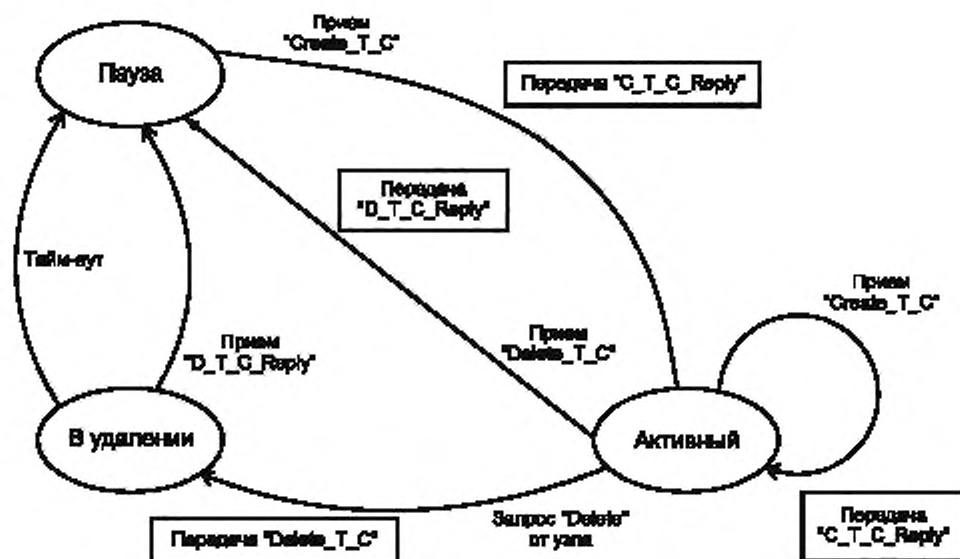 Прием
"Create_T_C"
Пауза
Передача "C_T_C_Reply"
Передача
"D_T_C_Reply"
Тайм-аут
Прием
"Create_T_C"
Прием
"Delete_T_C"
Прием
"D_T_C_Reply"
В удалении
Активный
Запрос "Delete"
от узла
Передача "Delete_T_C"
Передача
"C_T_C_Reply"